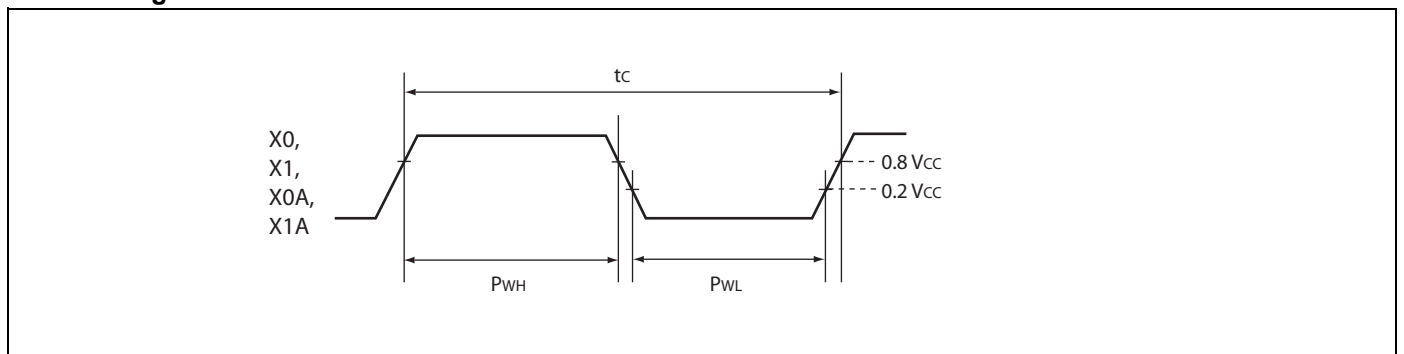 tC
X0,
X1,
X0A,
X1A
0.8 VCC
0.2 VCC
PWH
PWL